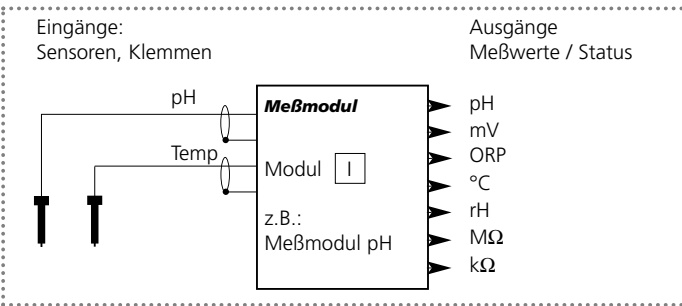 Eingänge:
Sensoren, Klemmen
Ausgänge
Meßwerte / Status
pH
Temp
Meßmodul
Modul I
z.B.:
Meßmodul pH
pH
mV
ORP
°C
rH
MΩ
kΩ